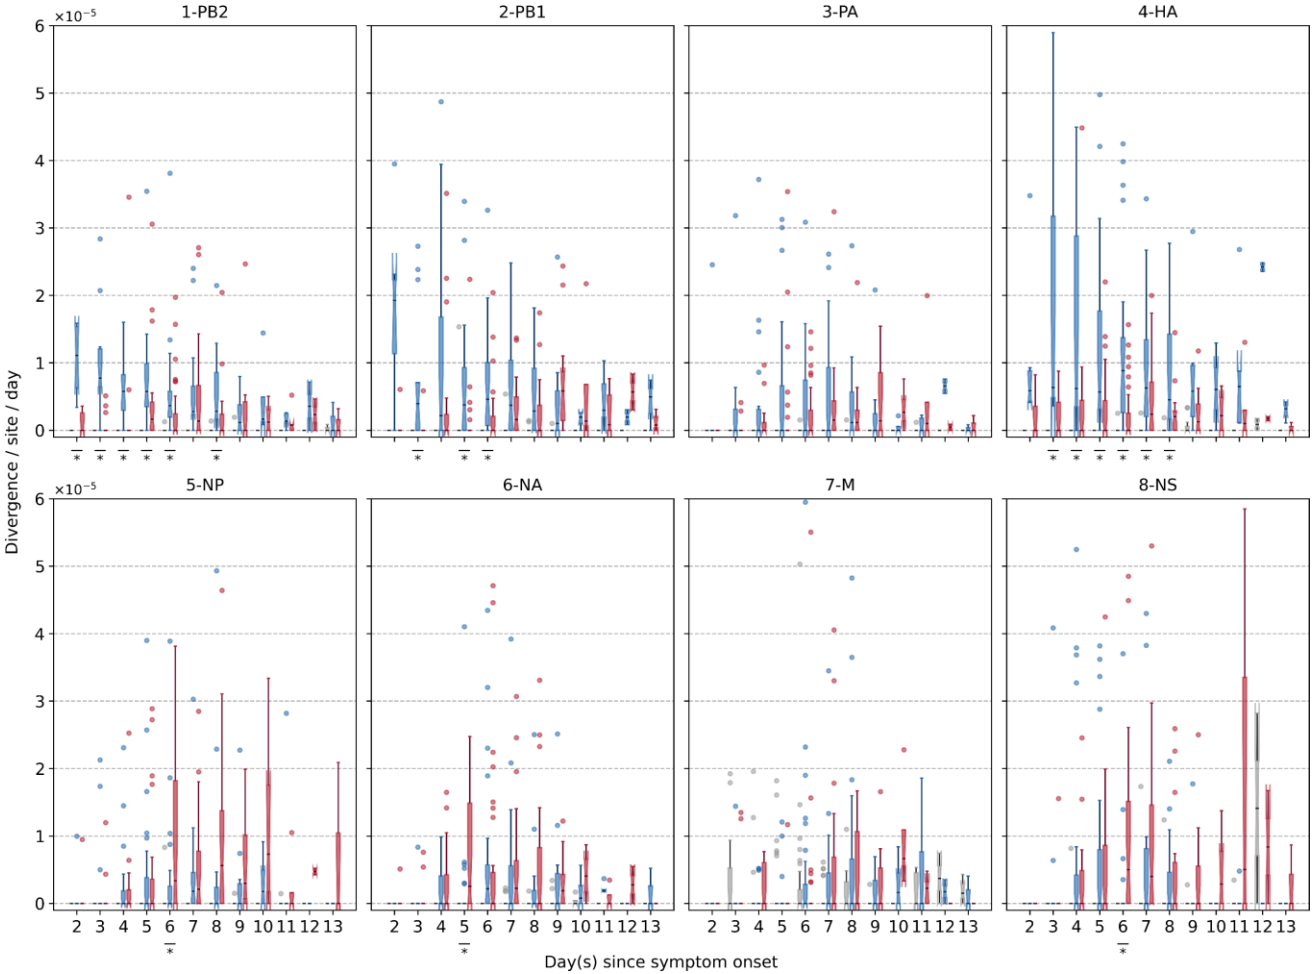 1-PB2 2-PB1 3-PA 4-HA
×10⁻⁵
6
5
4
3
2
1
0
* * * * * *
* * *
* * * * * *
Divergence / site / day
5-NP 6-NA 7-M 8-NS
×10⁻⁵
6
5
4
3
2
1
0
2 3 4 5 6 7 8 9 10 11 12 13
2 3 4 5 6 7 8 9 10 11 12 13
2 3 4 5 6 7 8 9 10 11 12 13
2 3 4 5 6 7 8 9 10 11 12 13
* * *
Day(s) since symptom onset